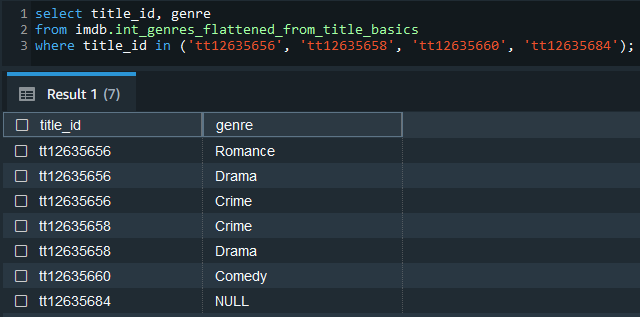 1 select title_id, genre
2 from imdb.int_genres_flattened_from_title_basics
3 where title_id in ('tt12635656', 'tt12635658', 'tt12635660', 'tt12635684');
Result 1 (7)
title_id genre
tt12635656 Romance
tt12635656 Drama
tt12635656 Crime
tt12635658 Crime
tt12635658 Drama
tt12635660 Comedy
tt12635684 NULL